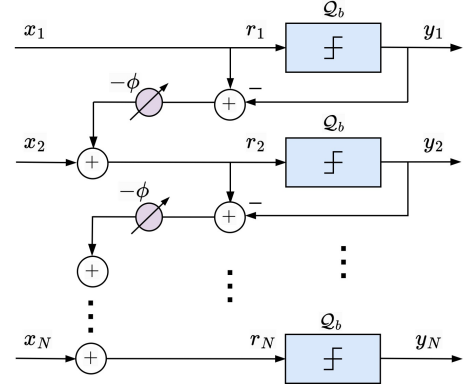 𝒬_b
x_1 r_1 y_1
−ϕ + −
𝒬_b
x_2 + r_2 y_2
−ϕ + −
+
𝒬_b
x_N + r_N y_N